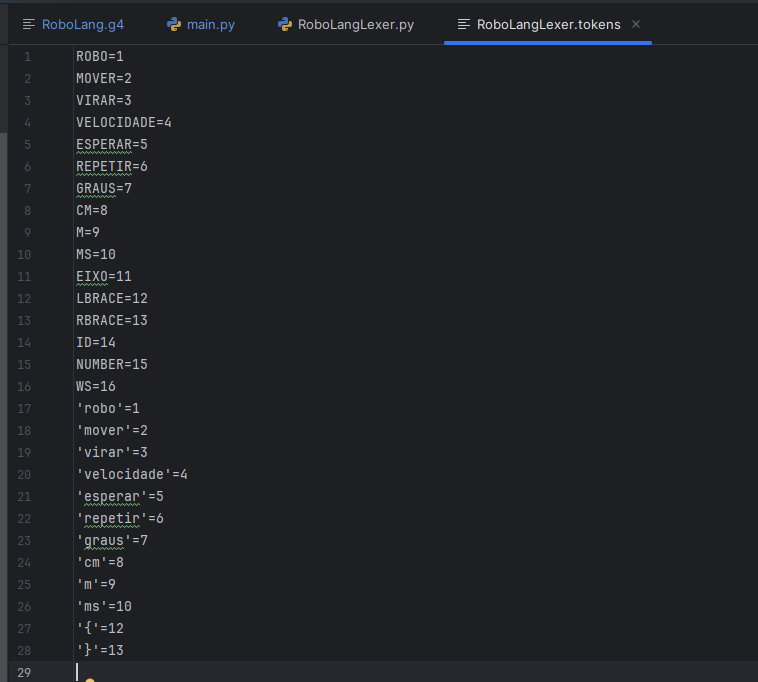 RoboLang.g4 main.py RoboLangLexer.py RoboLangLexer.tokens ×
1 ROBO=1
2 MOVER=2
3 VIRAR=3
4 VELOCIDADE=4
5 ESPERAR=5
6 REPETIR=6
7 GRAUS=7
8 CM=8
9 M=9
10 MS=10
11 EIXO=11
12 LBRACE=12
13 RBRACE=13
14 ID=14
15 NUMBER=15
16 WS=16
17 'robo'=1
18 'mover'=2
19 'virar'=3
20 'velocidade'=4
21 'esperar'=5
22 'repetir'=6
23 'graus'=7
24 'cm'=8
25 'm'=9
26 'ms'=10
27 '{'=12
28 '}'=13
29